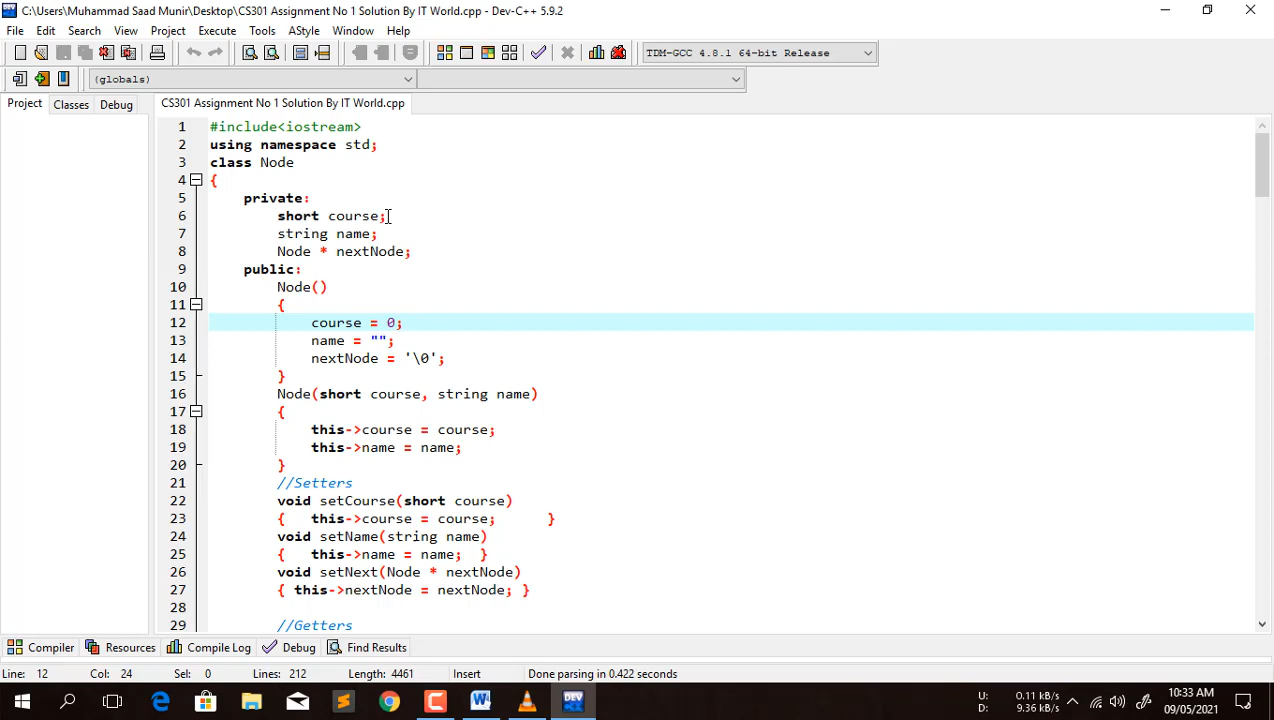 C:\Users\Muhammad Saad Munir\Desktop\CS301 Assignment No 1 Solution By IT World.cpp - Dev-C++ 5.9.2
File Edit Search View Project Execute Tools AStyle Window Help
TDM-GCC 4.8.1 64-bit Release
(globals)
Project Classes Debug CS301 Assignment No 1 Solution By IT World.cpp
1 #include<iostream>
2 using namespace std;
3 class Node
4 {
5 private:
6 short course;
7 string name;
8 Node * nextNode;
9 public:
10 Node()
11 {
12 course = 0;
13 name = "";
14 nextNode = '\0';
15 }
16 Node(short course, string name)
17 {
18 this->course = course;
19 this->name = name;
20 }
21 //Setters
22 void setCourse(short course)
23 { this->course = course; }
24 void setName(string name)
25 { this->name = name; }
26 void setNext(Node * nextNode)
27 { this->nextNode = nextNode; }
28
29 //Getters
Compiler Resources Compile Log Debug Find Results
Line: 12 Col: 24 Sel: 0 Lines: 212 Length: 4461 Insert Done parsing in 0.422 seconds
U: 0.11 kB/s 10:33 AM
D: 9.36 kB/s 09/05/2021